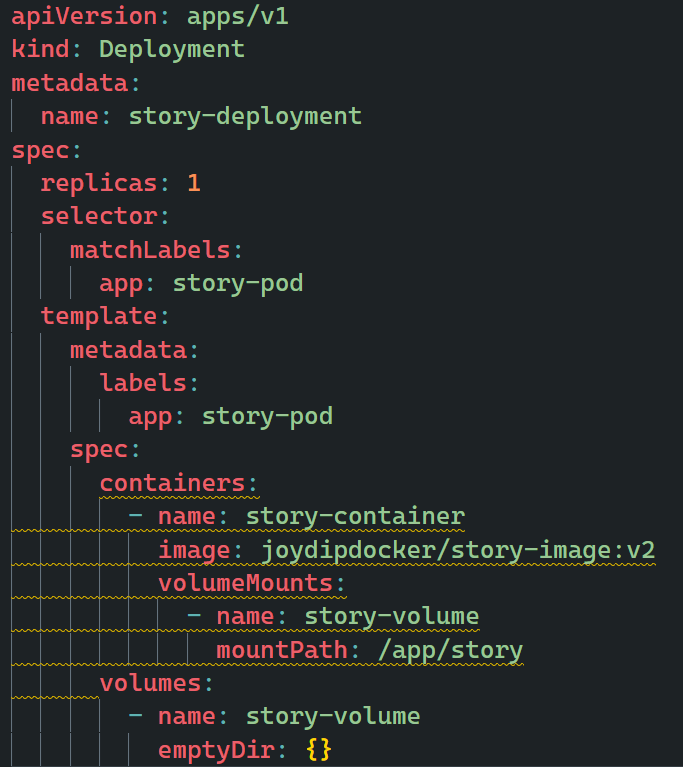 apiVersion: apps/v1
kind: Deployment
metadata:
  name: story-deployment
spec:
  replicas: 1
  selector:
    matchLabels:
      app: story-pod
  template:
    metadata:
      labels:
        app: story-pod
    spec:
      containers:
        - name: story-container
          image: joydipdocker/story-image:v2
          volumeMounts:
            - name: story-volume
              mountPath: /app/story
      volumes:
        - name: story-volume
          emptyDir: {}